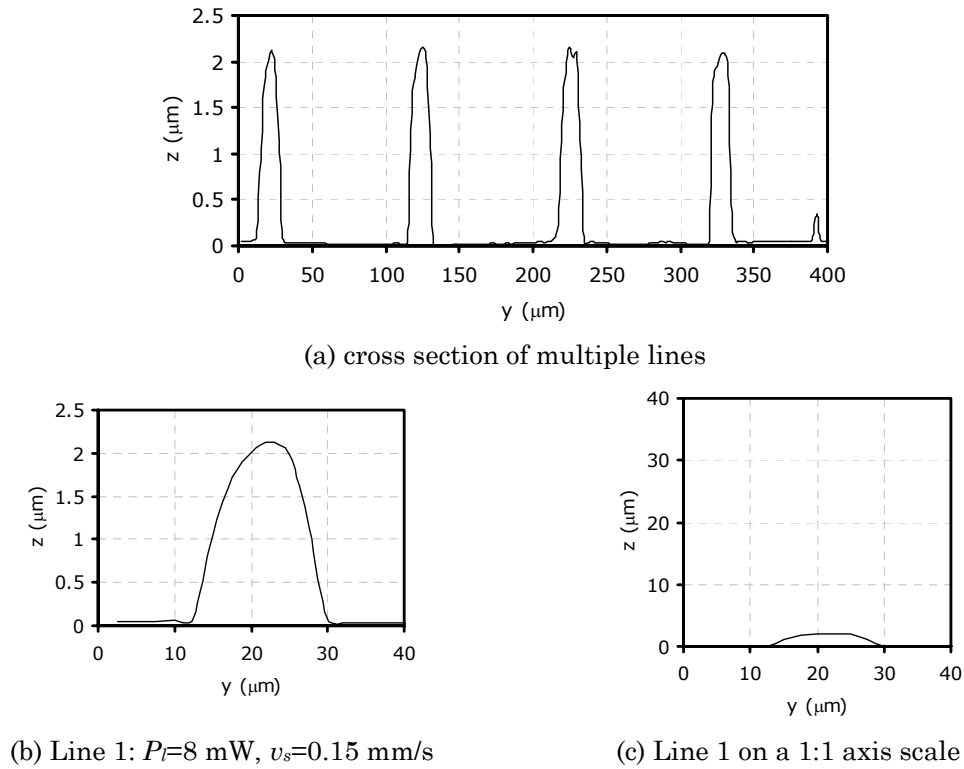 2.5
2
1.5
1
0.5
0
z (μm)
0 50 100 150 200 250 300 350 400
y (μm)
(a) cross section of multiple lines
2.5
2
1.5
1
0.5
0
z (μm)
0 10 20 30 40
y (μm)
40
30
20
10
0
z (μm)
0 10 20 30 40
y (μm)
(b) Line 1: Pl=8 mW, vs=0.15 mm/s
(c) Line 1 on a 1:1 axis scale